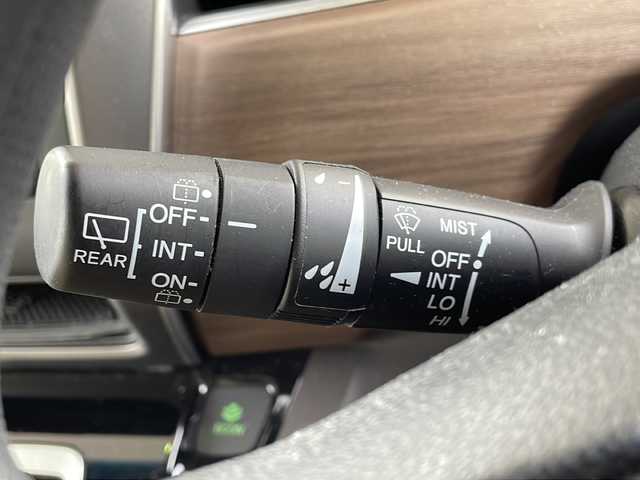 REAR
OFF
INT
ON
-
+
PULL
MIST
OFF
INT
LO
HI
ECON